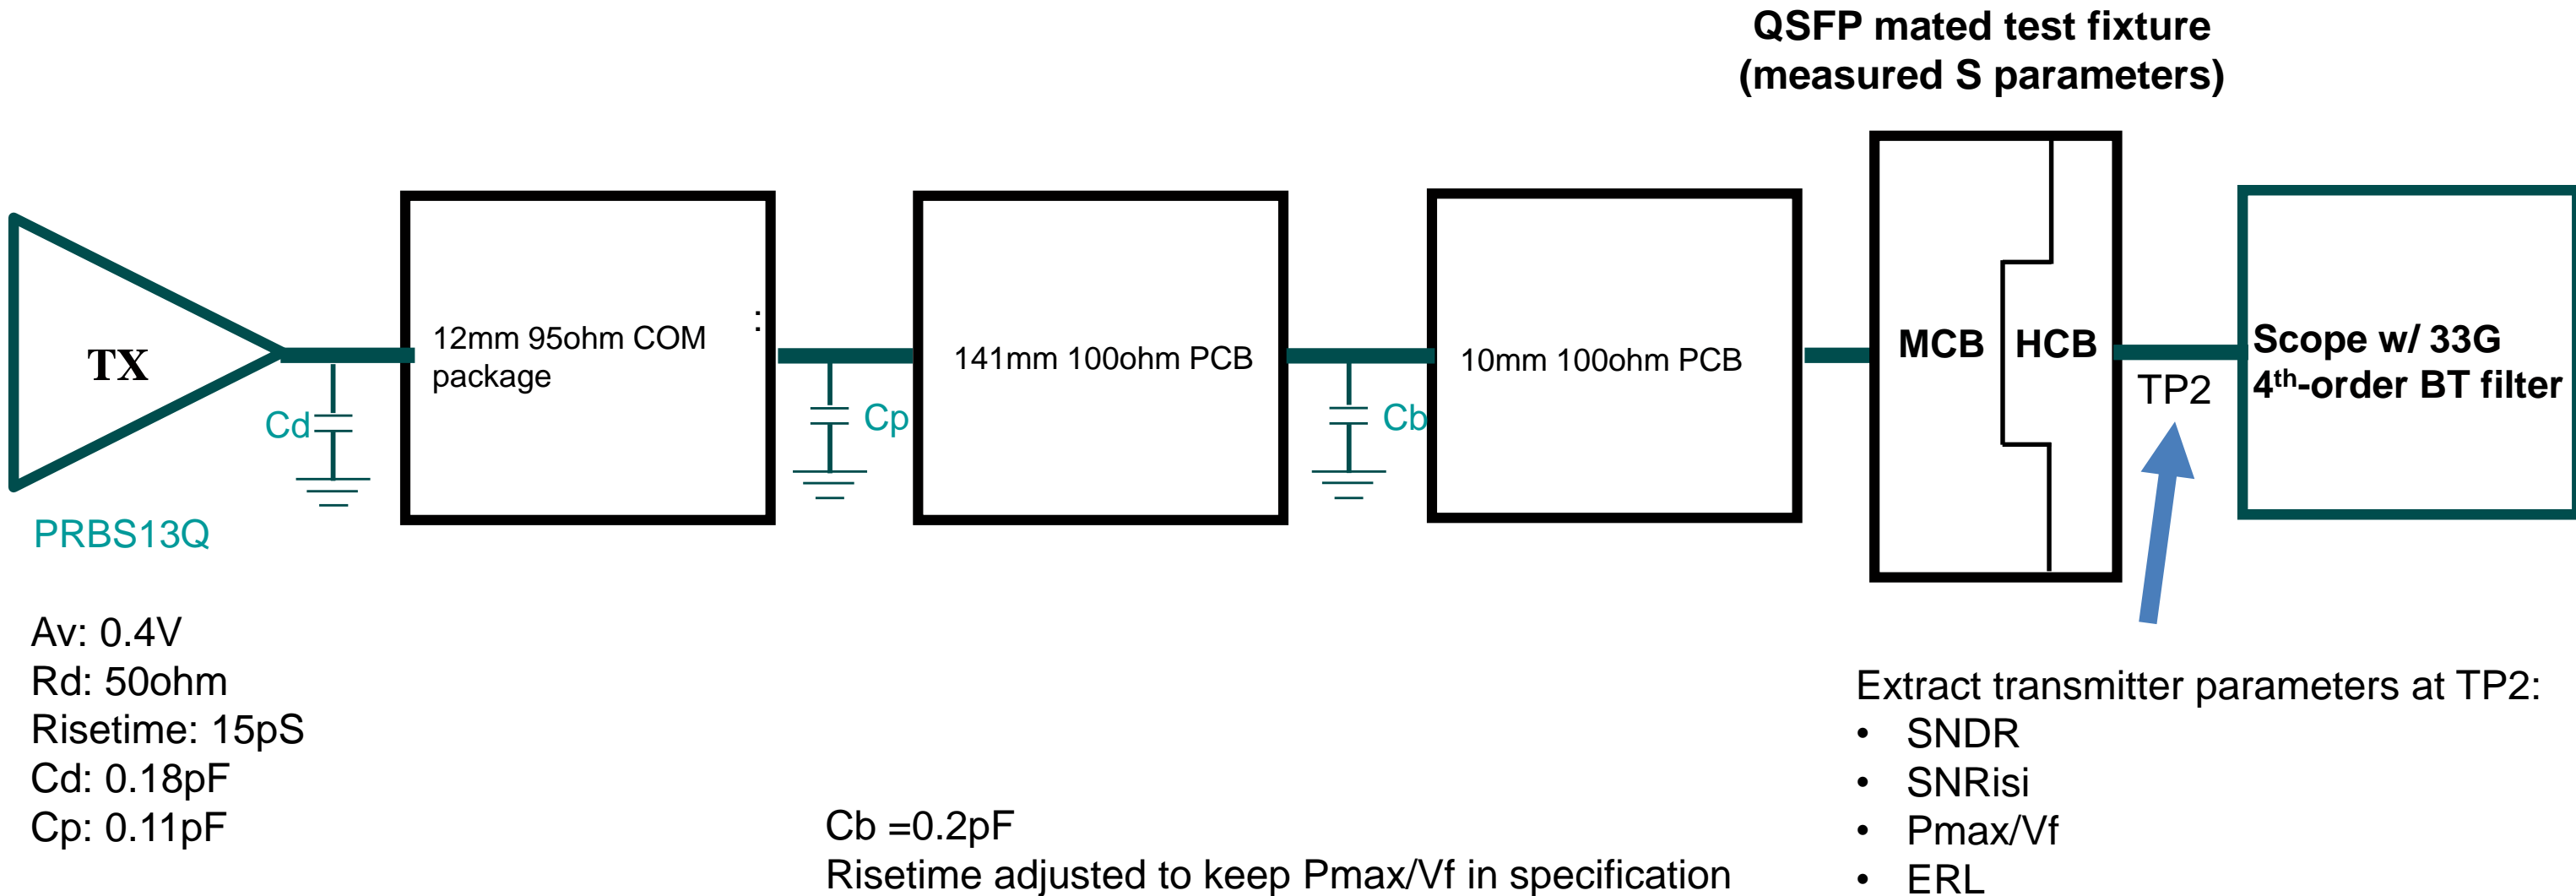 QSFP mated test fixture
(measured S parameters)
TX
Cd
12mm 95ohm COM
package
:
Cp
141mm 100ohm PCB
Cb
10mm 100ohm PCB
MCB
HCB
TP2
Scope w/ 33G
4th-order BT filter
PRBS13Q
Av: 0.4V
Rd: 50ohm
Risetime: 15pS
Cd: 0.18pF
Cp: 0.11pF
Cb =0.2pF
Risetime adjusted to keep Pmax/Vf in specification
Extract transmitter parameters at TP2:
• SNDR
• SNRisi
• Pmax/Vf
• ERL